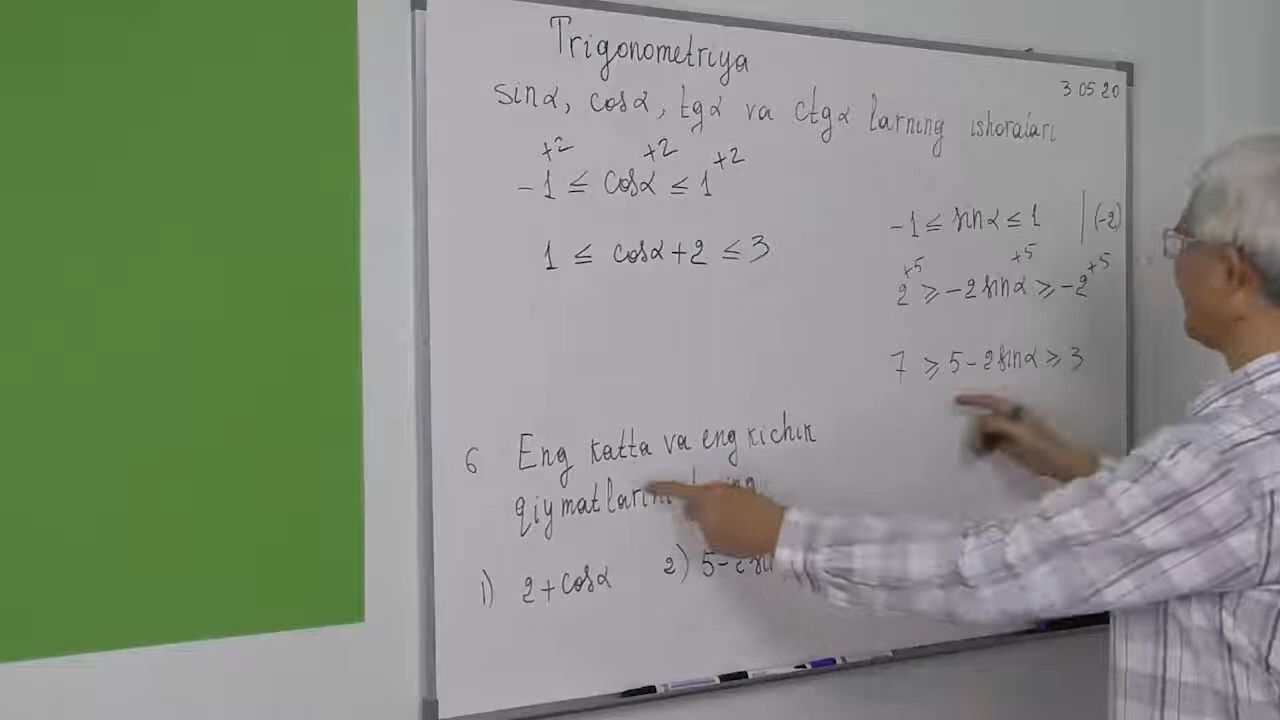 Trigonometriya
3.05.20
sinα, cosα, tgα va ctgα larning ishoralari
+2 +2 +2
-1 ≤ cosα ≤ 1
1 ≤ cosα+2 ≤ 3
-1 ≤ sinα ≤ 1 |(-2)
+5 +5 +5
2 ≥ -2sinα ≥ -2
7 ≥ 5-2sinα ≥ 3
6 Eng katta va eng kichik
qiymatlarini
1) 2+cosα 2) 5-2